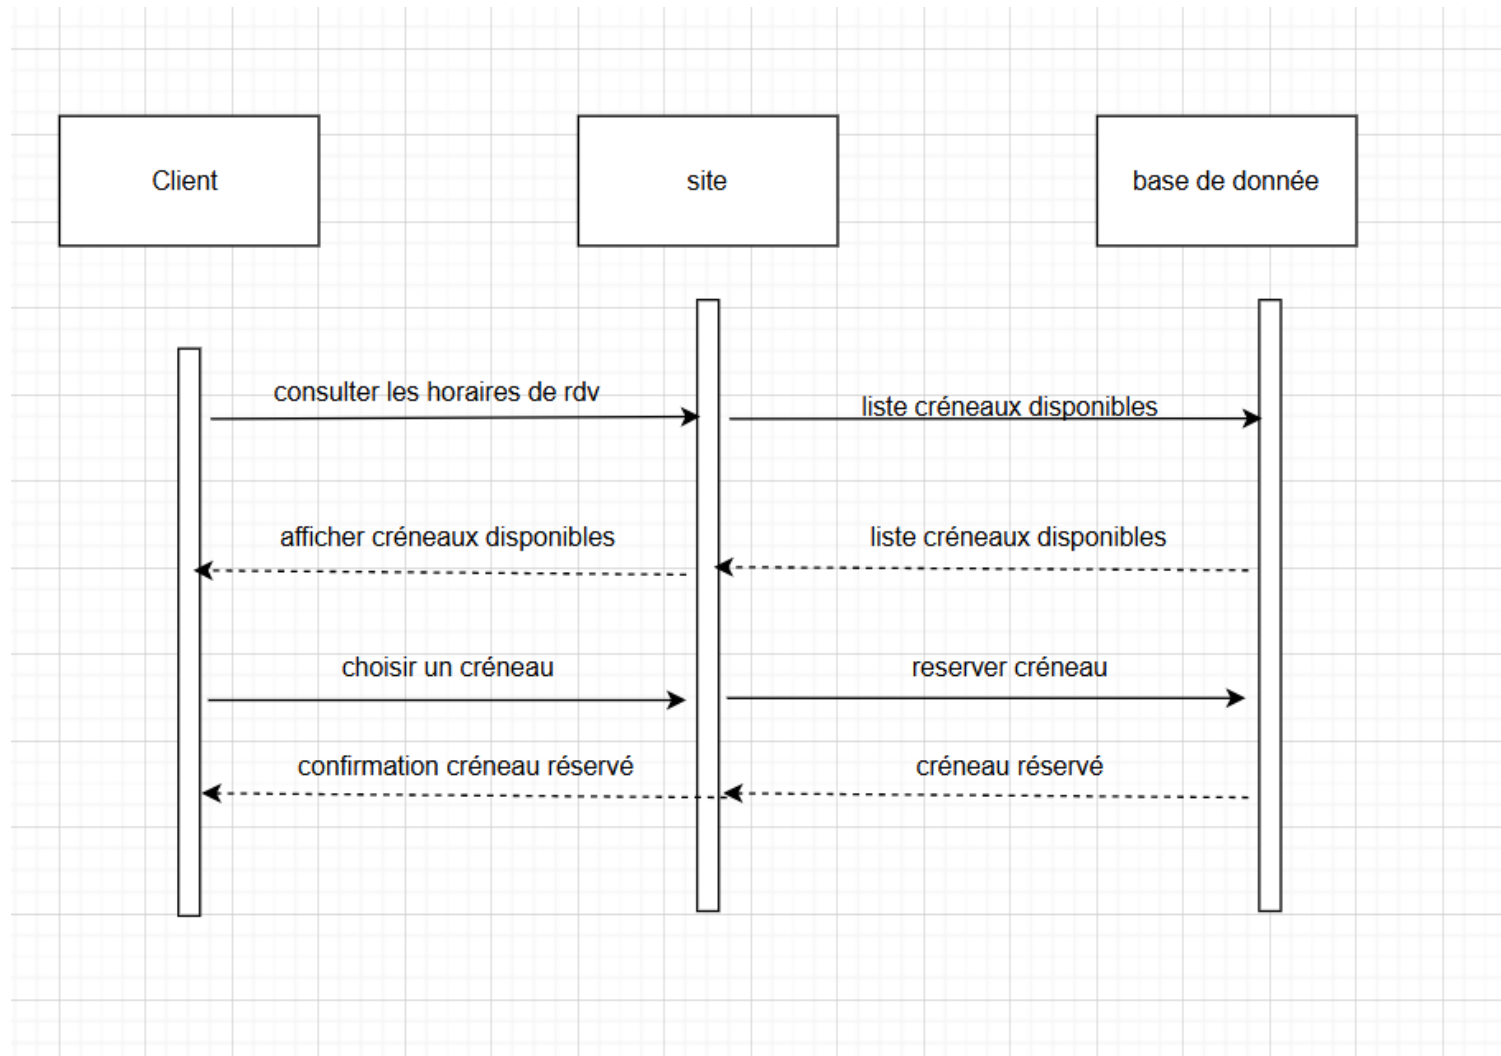 Client
site
base de donnée
consulter les horaires de rdv
liste créneaux disponibles
afficher créneaux disponibles
liste créneaux disponibles
choisir un créneau
reserver créneau
confirmation créneau réservé
créneau réservé